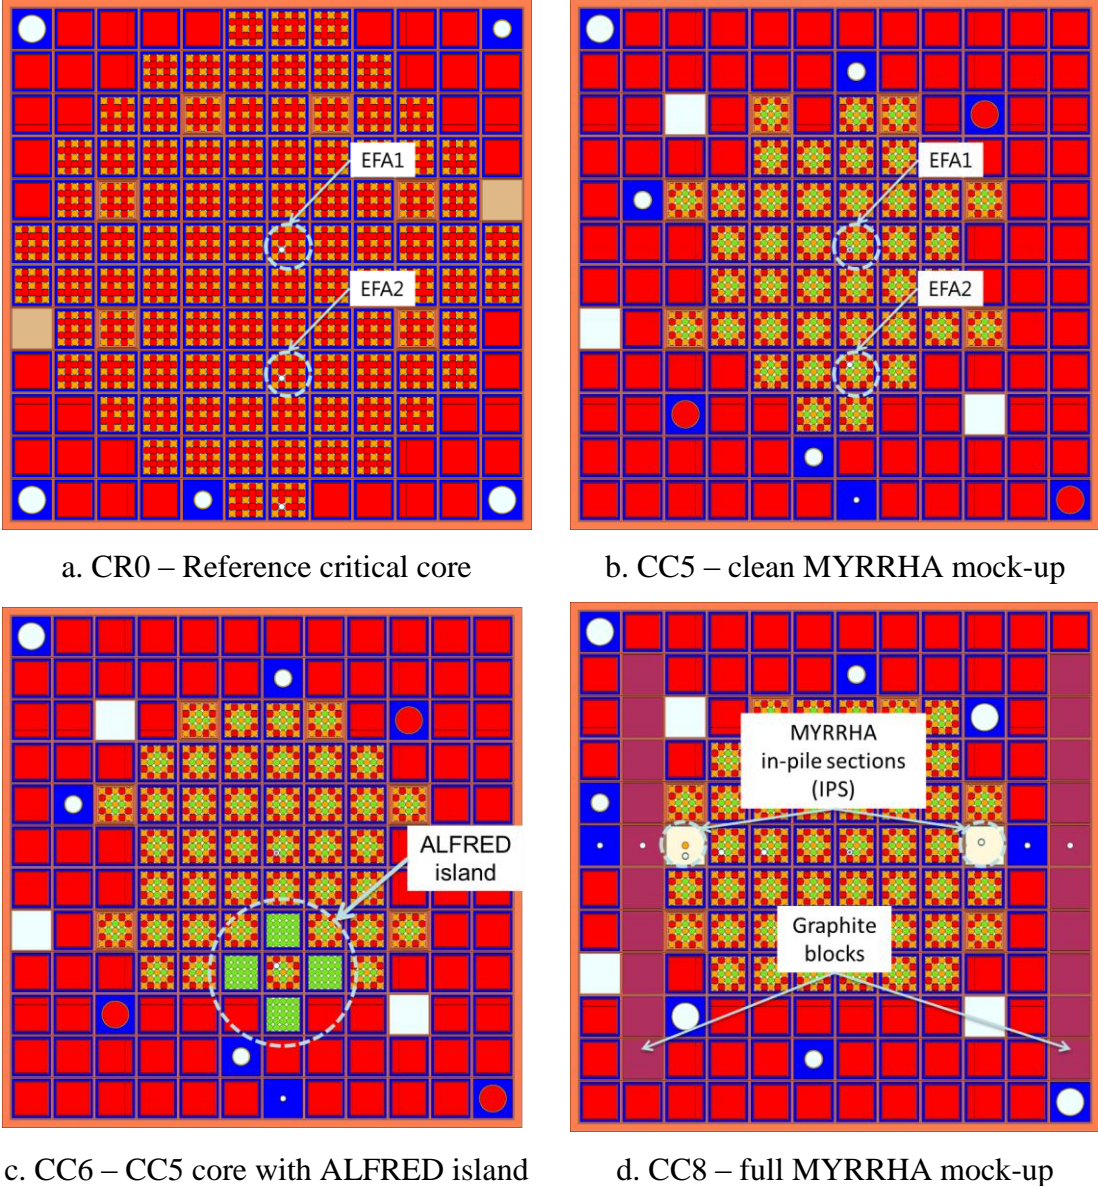 EFA1
EFA2
EFA1
EFA2
a. CR0 – Reference critical core
b. CC5 – clean MYRRHA mock-up
ALFRED
island
MYRRHA
in-pile sections
(IPS)
Graphite
blocks
c. CC6 – CC5 core with ALFRED island
d. CC8 – full MYRRHA mock-up